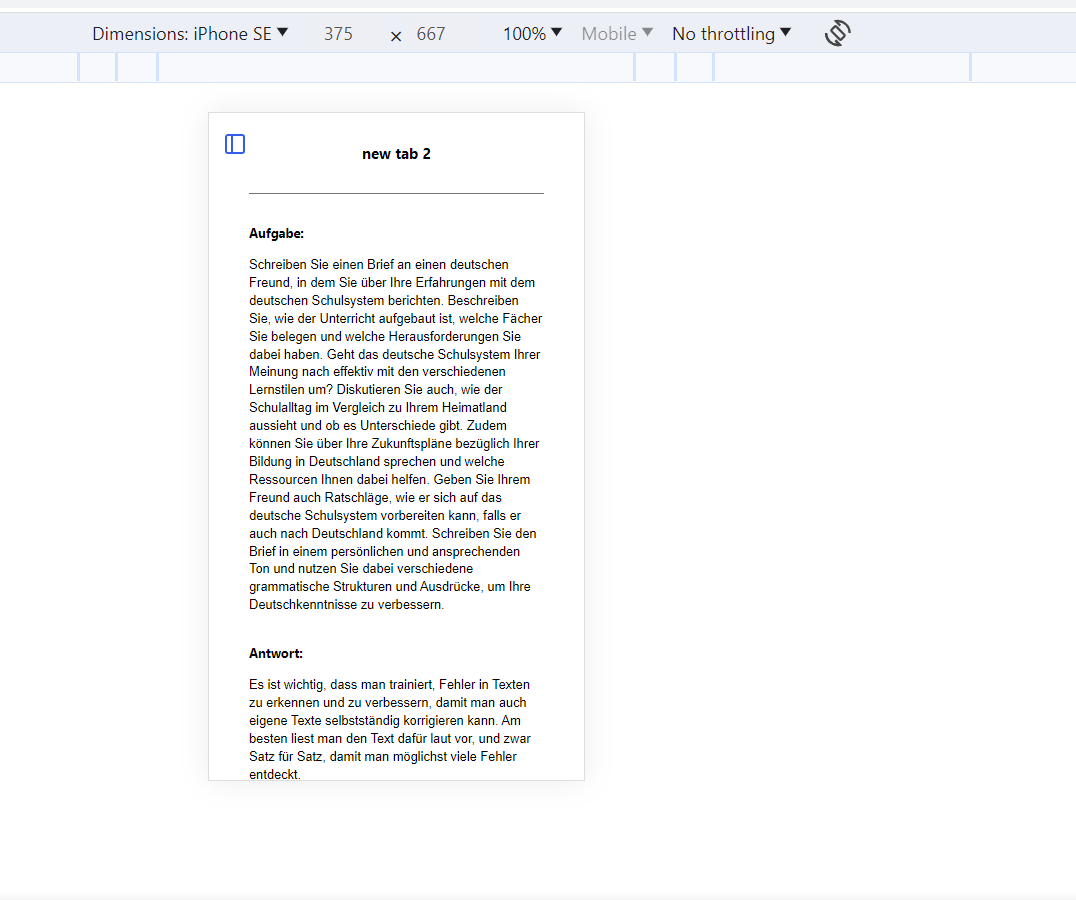 Dimensions: iPhone SE 375 × 667 100% Mobile No throttling
new tab 2
Aufgabe:
Schreiben Sie einen Brief an einen deutschen
Freund, in dem Sie über Ihre Erfahrungen mit dem
deutschen Schulsystem berichten. Beschreiben
Sie, wie der Unterricht aufgebaut ist, welche Fächer
Sie belegen und welche Herausforderungen Sie
dabei haben. Geht das deutsche Schulsystem Ihrer
Meinung nach effektiv mit den verschiedenen
Lernstilen um? Diskutieren Sie auch, wie der
Schulalltag im Vergleich zu Ihrem Heimatland
aussieht und ob es Unterschiede gibt. Zudem
können Sie über Ihre Zukunftspläne bezüglich Ihrer
Bildung in Deutschland sprechen und welche
Ressourcen Ihnen dabei helfen. Geben Sie Ihrem
Freund auch Ratschläge, wie er sich auf das
deutsche Schulsystem vorbereiten kann, falls er
auch nach Deutschland kommt. Schreiben Sie den
Brief in einem persönlichen und ansprechenden
Ton und nutzen Sie dabei verschiedene
grammatische Strukturen und Ausdrücke, um Ihre
Deutschkenntnisse zu verbessern.
Antwort:
Es ist wichtig, dass man trainiert, Fehler in Texten
zu erkennen und zu verbessern, damit man auch
eigene Texte selbstständig korrigieren kann. Am
besten liest man den Text dafür laut vor, und zwar
Satz für Satz, damit man möglichst viele Fehler
entdeckt.